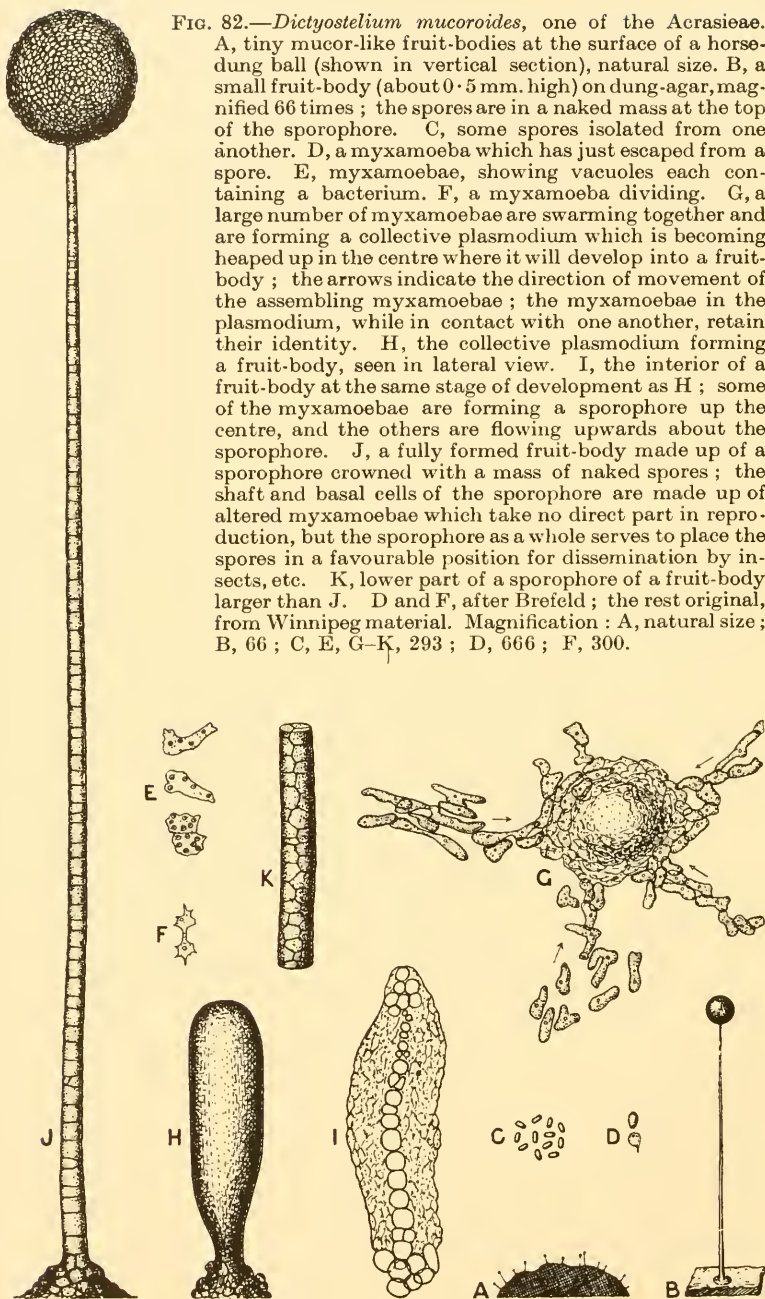 FIG. 82.—Dictyostelium mucoroides, one of the Acrasieae.
A, tiny mucor-like fruit-bodies at the surface of a horse-
dung ball (shown in vertical section), natural size. B, a
small fruit-body (about 0·5 mm. high) on dung-agar, mag-
nified 66 times ; the spores are in a naked mass at the top
of the sporophore. C, some spores isolated from one
another. D, a myxamoeba which has just escaped from a
spore. E, myxamoebae, showing vacuoles each con-
taining a bacterium. F, a myxamoeba dividing. G, a
large number of myxamoebae are swarming together and
are forming a collective plasmodium which is becoming
heaped up in the centre where it will develop into a fruit-
body ; the arrows indicate the direction of movement of
the assembling myxamoebae ; the myxamoebae in the
plasmodium, while in contact with one another, retain
their identity. H, the collective plasmodium forming
a fruit-body, seen in lateral view. I, the interior of a
fruit-body at the same stage of development as H ; some
of the myxamoebae are forming a sporophore up the
centre, and the others are flowing upwards about the
sporophore. J, a fully formed fruit-body made up of a
sporophore crowned with a mass of naked spores ; the
shaft and basal cells of the sporophore are made up of
altered myxamoebae which take no direct part in repro-
duction, but the sporophore as a whole serves to place the
spores in a favourable position for dissemination by in-
sects, etc. K, lower part of a sporophore of a fruit-body
larger than J. D and F, after Brefeld ; the rest original,
from Winnipeg material. Magnification : A, natural size ;
B, 66 ; C, E, G–K, 293 ; D, 666 ; F, 300.
E
K
G
F
J
H
I
C
D
A
B